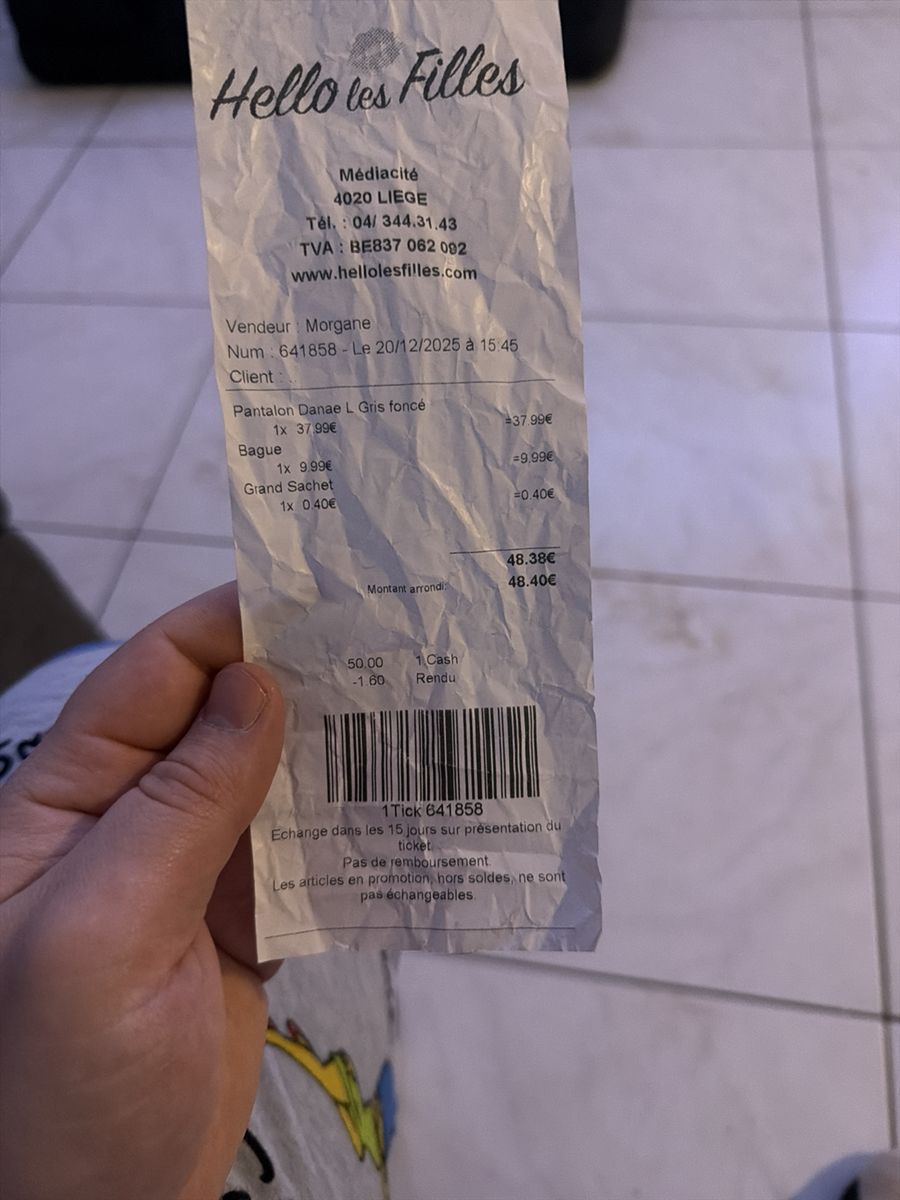 Hello les Filles
Médiacité
4020 LIEGE
Tél. : 04/ 344.31.43
TVA : BE837 062 092
www.hellolesfilles.com
Vendeur : Morgane
Num : 641858 - Le 20/12/2025 à 15:45
Client : ..
Pantalon Danae L Gris foncé
1x 37.99€ =37.99€
Bague
1x 9.99€ =9.99€
Grand Sachet
1x 0.40€ =0.40€
48.38€
Montant arrondi: 48.40€
50.00 1 Cash
-1.60 Rendu
1Tick 641858
Echange dans les 15 jours sur présentation du
ticket.
Pas de remboursement.
Les articles en promotion, hors soldes, ne sont
pas échangeables.